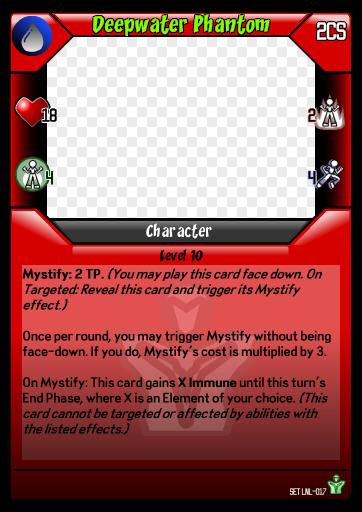 Deepwater Phantom
2CS
18
2
4
4
Character
Level 10
Mystify: 2 TP. (You may play this card face down. On
Targeted: Reveal this card and trigger its Mystify
effect.)
Once per round, you may trigger Mystify without being
face-down. If you do, Mystify's cost is multiplied by 3.
On Mystify: This card gains X Immune until this turn's
End Phase, where X is an Element of your choice. (This
card cannot be targeted or affected by abilities with
the listed effects.)
SET LNL-017